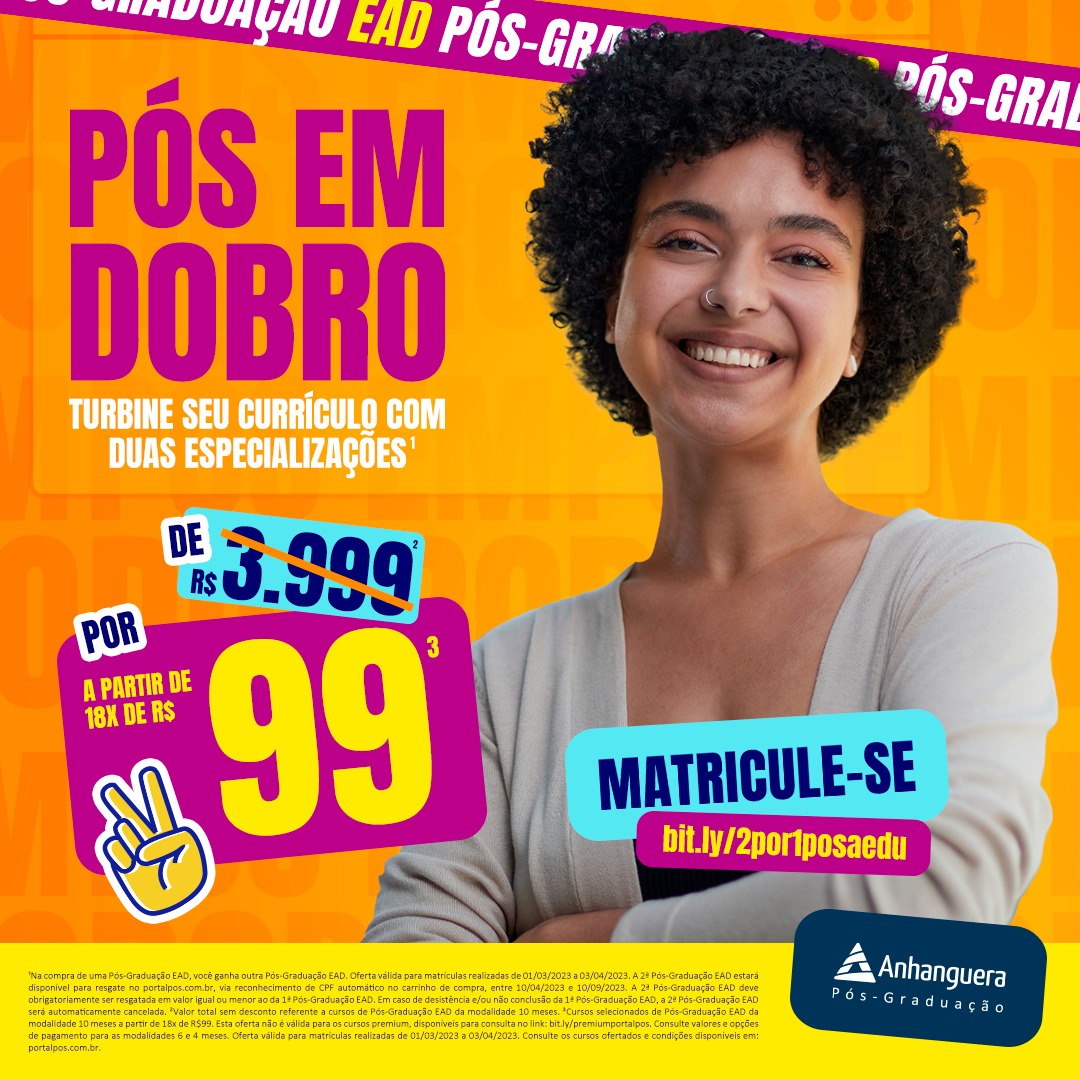 GRADUAÇÃO EAD PÓS-GRA PÓS-GRAD
PÓS EM
DOBRO
TURBINE SEU CURRÍCULO COM
DUAS ESPECIALIZAÇÕES¹
DE
R$ 3.999²
POR
A PARTIR DE
18X DE R$
99³
MATRICULE-SE
bit.ly/2por1posaedu
Anhanguera
Pós-Graduação
¹Na compra de uma Pós-Graduação EAD, você ganha outra Pós-Graduação EAD. Oferta válida para matrículas realizadas de 01/03/2023 a 03/04/2023. A 2ª Pós-Graduação EAD estará
disponível para resgate no portalpos.com.br, via reconhecimento de CPF automático no carrinho de compra, entre 10/04/2023 e 10/09/2023. A 2ª Pós-Graduação EAD deve
obrigatoriamente ser resgatada em valor igual ou menor ao da 1ª Pós-Graduação EAD. Em caso de desistência e/ou não conclusão da 1ª Pós-Graduação EAD, a 2ª Pós-Graduação EAD
será automaticamente cancelada. ²Valor total sem desconto referente a cursos de Pós-Graduação EAD da modalidade 10 meses. ³Cursos selecionados de Pós-Graduação EAD da
modalidade 10 meses a partir de 18x de R$99. Esta oferta não é válida para os cursos premium, disponíveis para consulta no link: bit.ly/premiumportalpos. Consulte valores e opções
de pagamento para as modalidades 6 e 4 meses. Oferta válida para matrículas realizadas de 01/03/2023 a 03/04/2023. Consulte os cursos ofertados e condições disponíveis em:
portalpos.com.br.